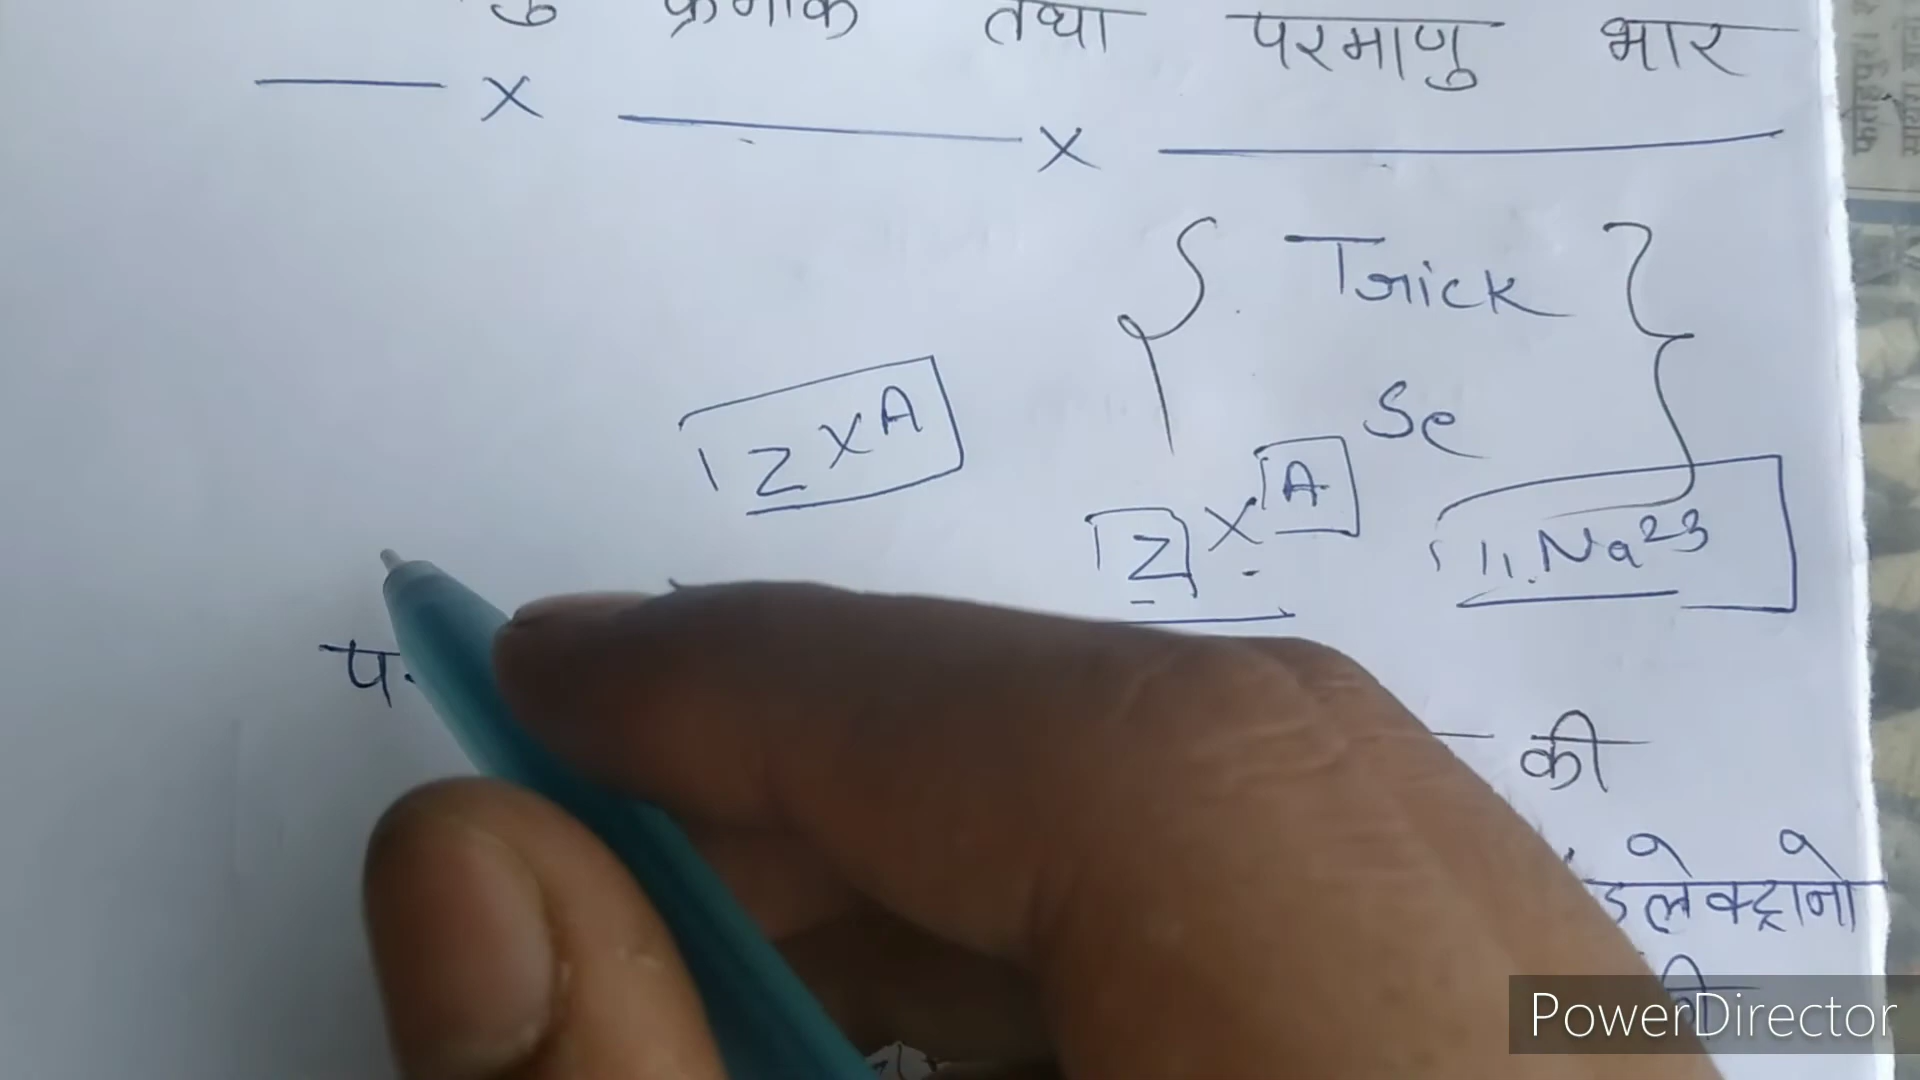 क्रमांक तथा परमाणु भार
x x
{ Trick }
Se
Z X A
Z X A
11 Na 23
प.
की
इलेक्ट्रानो
की
PowerDirector